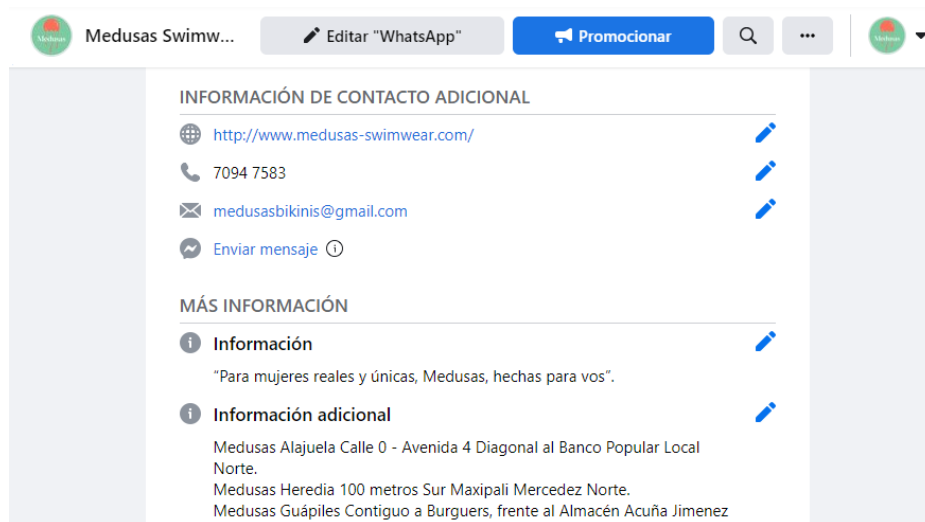 Medusas
Medusas Swimw...
Editar "WhatsApp"
Promocionar
Medusas
INFORMACIÓN DE CONTACTO ADICIONAL
http://www.medusas-swimwear.com/
7094 7583
medusasbikinis@gmail.com
Enviar mensaje
MÁS INFORMACIÓN
Información
“Para mujeres reales y únicas, Medusas, hechas para vos”.
Información adicional
Medusas Alajuela Calle 0 - Avenida 4 Diagonal al Banco Popular Local
Norte.
Medusas Heredia 100 metros Sur Maxipali Mercedez Norte.
Medusas Guápiles Contiguo a Burguers, frente al Almacén Acuña Jimenez